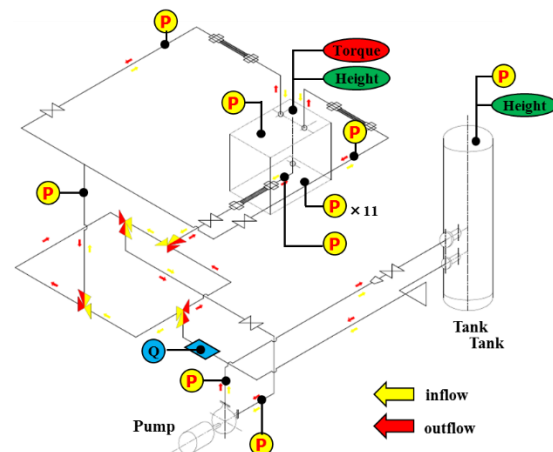 P
Torque
Height
P
P
Height
P
P
P ×11
P
Tank
Tank
Q
P
inflow
Pump
P
outflow